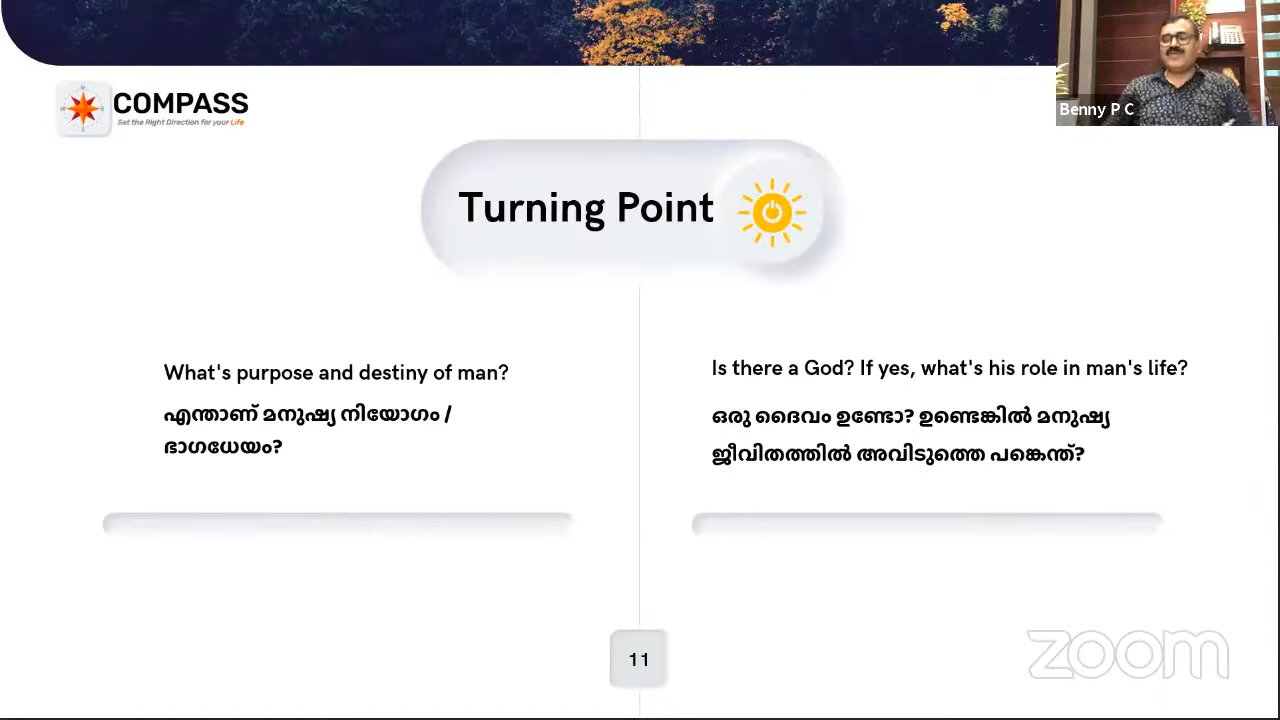 COMPASS
Set the Right Direction for your Life
Benny P C
Turning Point
What's purpose and destiny of man?
എന്താണ് മനുഷ്യ നിയോഗം /
ഭാഗധേയം?
Is there a God? If yes, what's his role in man's life?
ഒരു ദൈവം ഉണ്ടോ? ഉണ്ടെങ്കിൽ മനുഷ്യ
ജീവിതത്തിൽ അവിടുത്തെ പങ്കെന്ത്?
11
zoom